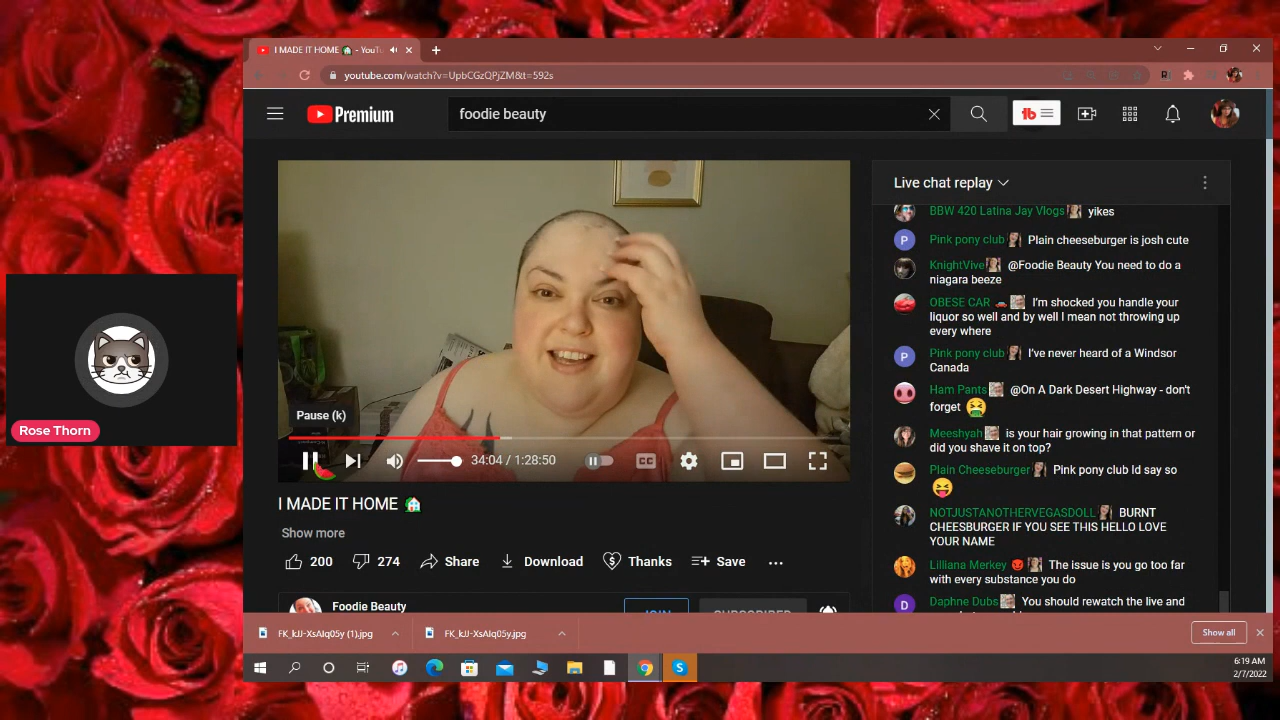 I MADE IT HOME 🏠 - YouTu
youtube.com/watch?v=UpbCGzQPjZM&t=592s
Premium
foodie beauty
Live chat replay
BBW 420 Latina Jay Vlogs yikes
Pink pony club Plain cheeseburger is josh cute
KnightVive @Foodie Beauty You need to do a
niagara beeze
OBESE CAR 🚗 I'm shocked you handle your
liquor so well and by well I mean not throwing up
every where
Pink pony club I've never heard of a Windsor
Canada
Ham Pants @On A Dark Desert Highway - don't
forget 🤮
Meeshyah is your hair growing in that pattern or
did you shave it on top?
Plain Cheeseburger Pink pony club Id say so
😝
NOTJUSTANOTHERVEGASDOLL BURNT
CHEESBURGER IF YOU SEE THIS HELLO LOVE
YOUR NAME
Lilliana Merkey 😡 The issue is you go too far
with every substance you do
Daphne Dubs You should rewatch the live and
Pause (k)
34:04 / 1:28:50
CC
I MADE IT HOME 🏠
Show more
200 274 Share Download Thanks Save ...
Foodie Beauty
JOIN SUBSCRIBED
Rose Thorn
FK_kJJ-XsAIq05y (1).jpg FK_kJJ-XsAIq05y.jpg Show all
6:19 AM
2/7/2022